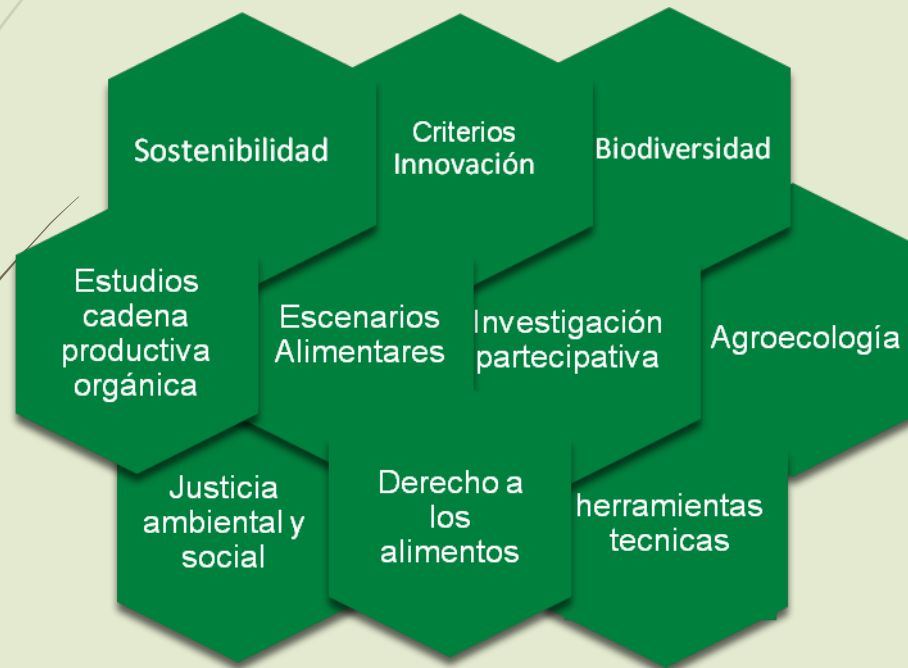 Sostenibilidad
Criterios
Innovación
Biodiversidad
Estudios
cadena
productiva
orgánica
Escenarios
Alimentares
Investigación
partecipativa
Agroecología
Justicia
ambiental y
social
Derecho a
los
alimentos
herramientas
tecnicas